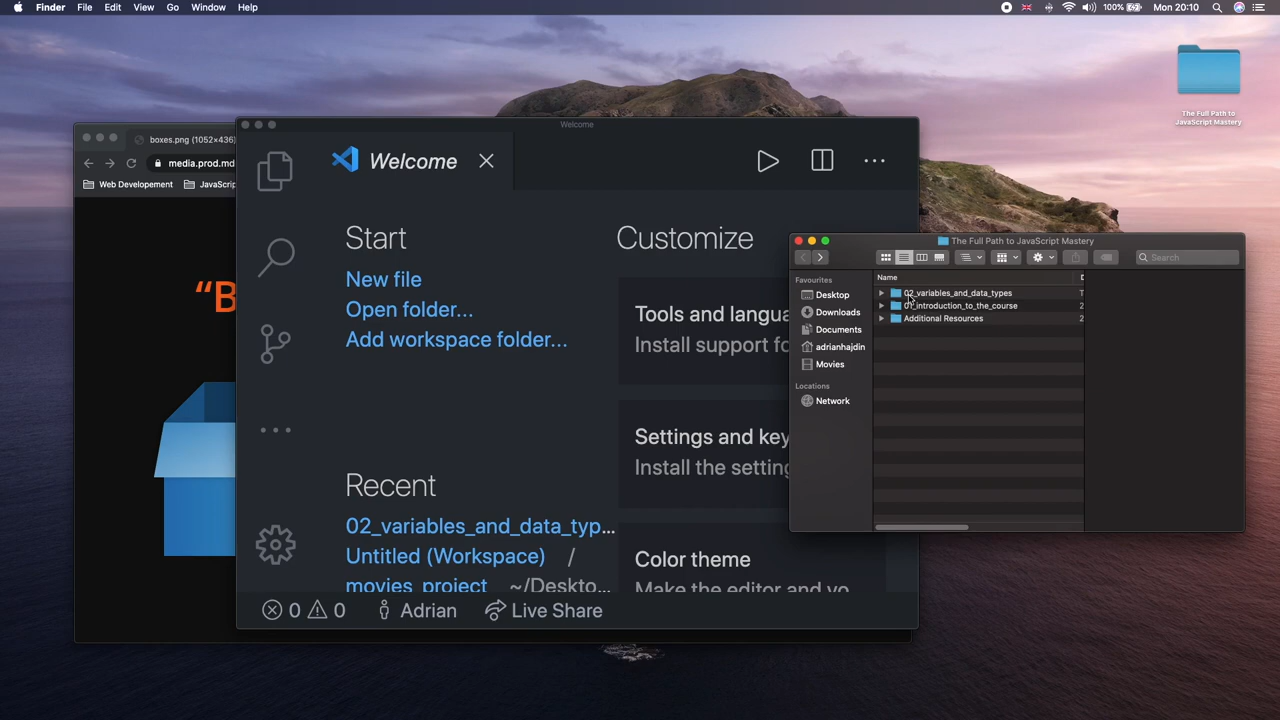 Finder File Edit View Go Window Help
100% Mon 20:10
The Full Path to
JavaScript Mastery
boxes.png (1052×436)
media.prod.md
Web Developement JavaScrip
"B
Welcome
Welcome
Start
New file
Open folder...
Add workspace folder...
Recent
02_variables_and_data_typ...
Untitled (Workspace) /
movies_project ~/Deskto...
Customize
Tools and langua
Install support fo
Settings and key
Install the setting
Color theme
Make the editor and yo
0 0 Adrian Live Share
The Full Path to JavaScript Mastery
Search
Favourites
Desktop
Downloads
Documents
adrianhajdin
Movies
Locations
Network
Name
02_variables_and_data_types T
01_introduction_to_the_course 2
Additional Resources 2